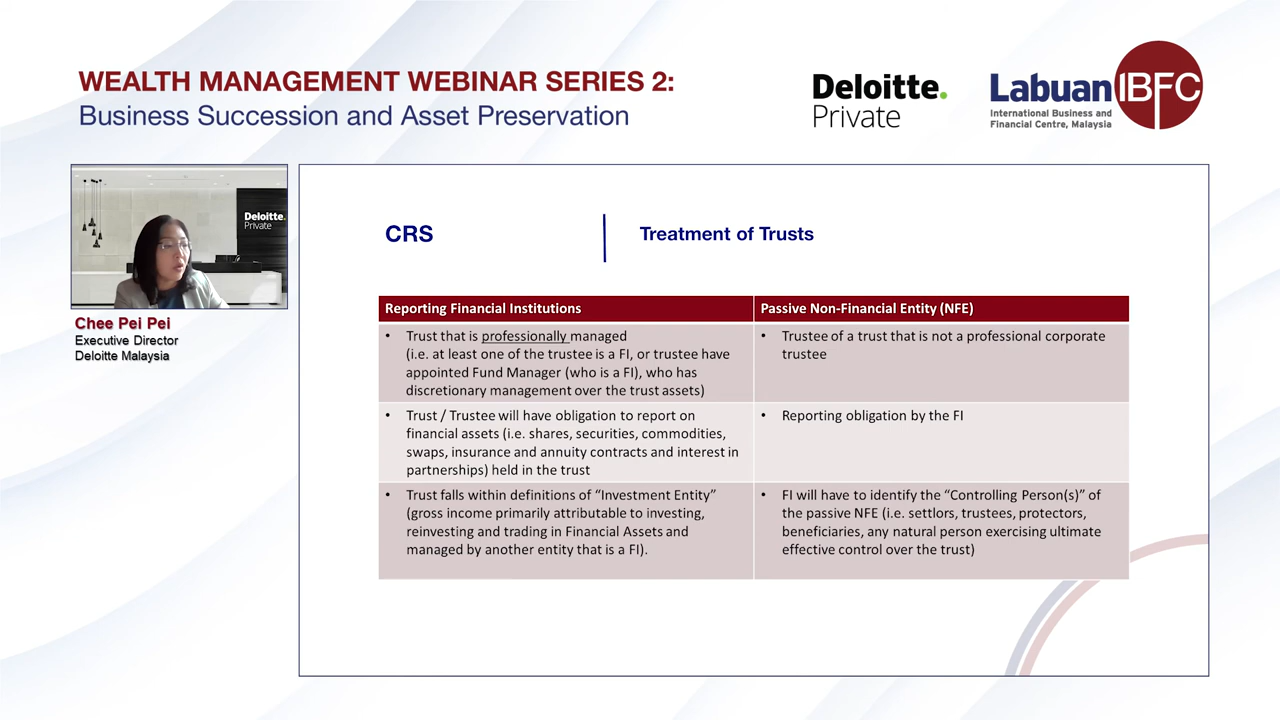 WEALTH MANAGEMENT WEBINAR SERIES 2:
Business Succession and Asset Preservation
Deloitte.
Private
Labuan IBFC
International Business and
Financial Centre, Malaysia
Deloitte.
Private
Chee Pei Pei
Executive Director
Deloitte Malaysia
CRS
Treatment of Trusts
Reporting Financial Institutions
Passive Non-Financial Entity (NFE)
• Trust that is professionally managed
(i.e. at least one of the trustee is a FI, or trustee have
appointed Fund Manager (who is a FI), who has
discretionary management over the trust assets)
• Trustee of a trust that is not a professional corporate
trustee
• Trust / Trustee will have obligation to report on
financial assets (i.e. shares, securities, commodities,
swaps, insurance and annuity contracts and interest in
partnerships) held in the trust
• Reporting obligation by the FI
• Trust falls within definitions of “Investment Entity”
(gross income primarily attributable to investing,
reinvesting and trading in Financial Assets and
managed by another entity that is a FI).
• FI will have to identify the “Controlling Person(s)” of
the passive NFE (i.e. settlors, trustees, protectors,
beneficiaries, any natural person exercising ultimate
effective control over the trust)